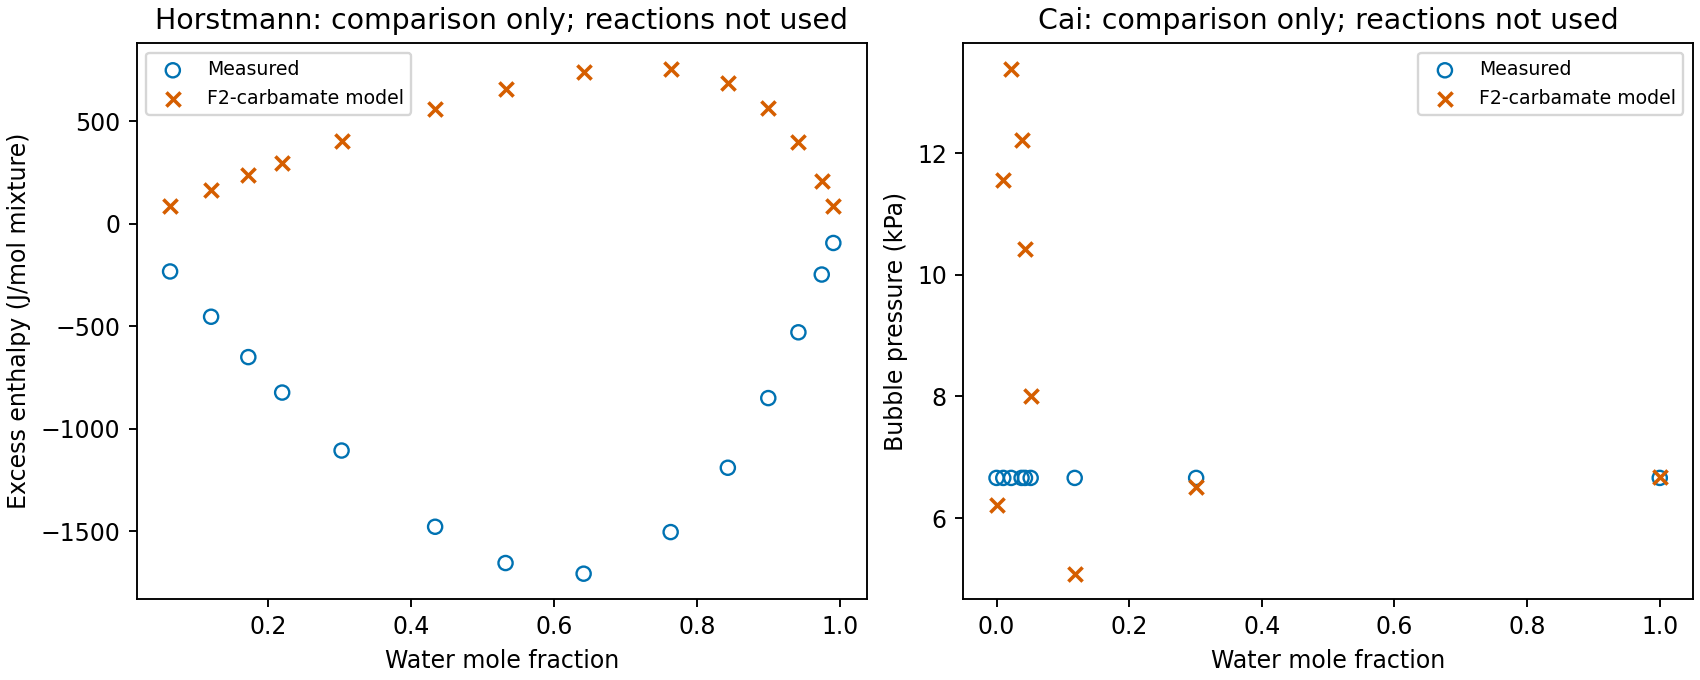 Horstmann: comparison only; reactions not used
Measured
F2-carbamate model
500
0
−500
−1000
−1500
Excess enthalpy (J/mol mixture)
0.2 0.4 0.6 0.8 1.0
Water mole fraction
Cai: comparison only; reactions not used
Measured
F2-carbamate model
12
10
8
6
Bubble pressure (kPa)
0.0 0.2 0.4 0.6 0.8 1.0
Water mole fraction